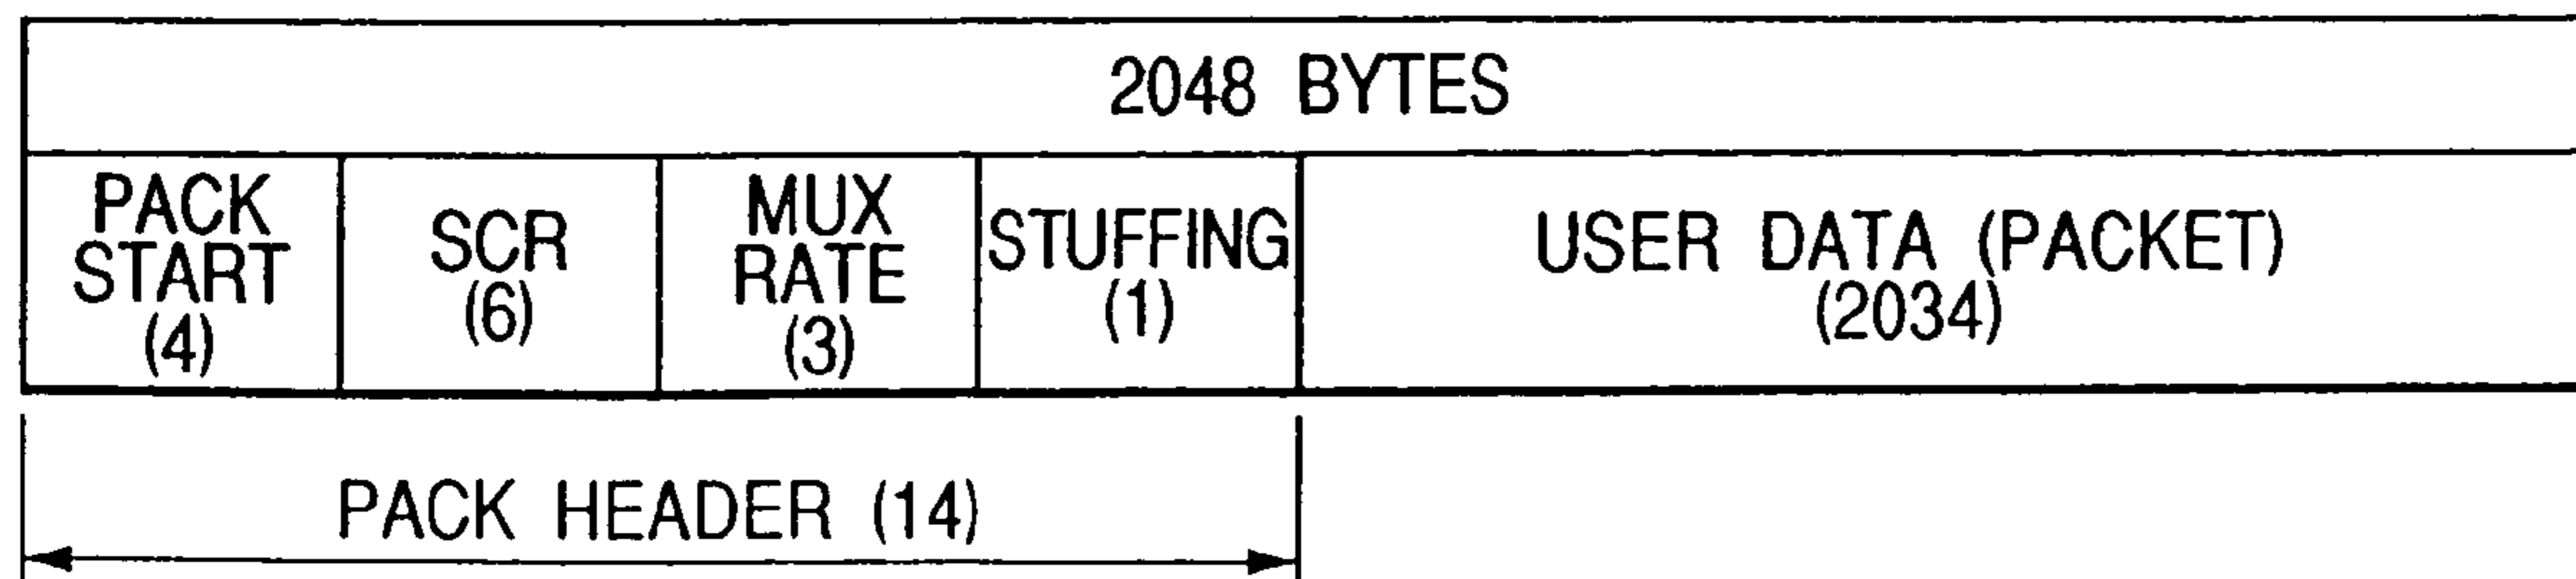 2048 BYTES
PACK
START
(4)
SCR
(6)
MUX
RATE
(3)
STUFFING
(1)
USER DATA (PACKET)
(2034)
PACK HEADER (14)